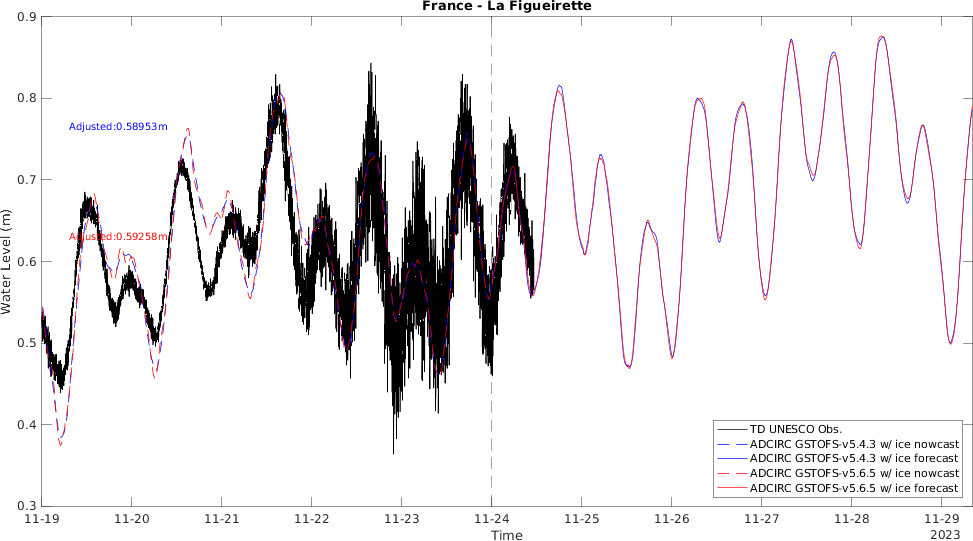 France - La Figueirette
0.9
0.8
0.7
0.6
0.5
0.4
0.3
Water Level (m)
Adjusted:0.58953m
Adjusted:0.59258m
TD UNESCO Obs.
ADCIRC GSTOFS-v5.4.3 w/ ice nowcast
ADCIRC GSTOFS-v5.4.3 w/ ice forecast
ADCIRC GSTOFS-v5.6.5 w/ ice nowcast
ADCIRC GSTOFS-v5.6.5 w/ ice forecast
11-19 11-20 11-21 11-22 11-23 11-24 11-25 11-26 11-27 11-28 11-29
Time
2023